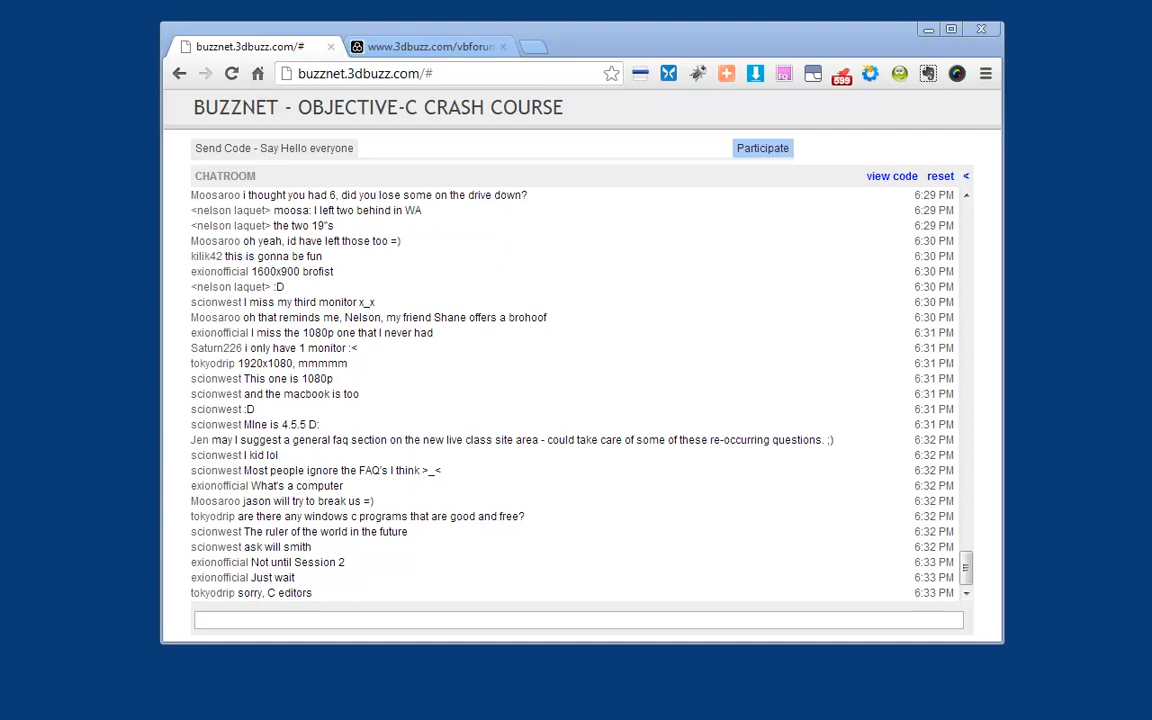 buzznet.3dbuzz.com/#
www.3dbuzz.com/vbforun
buzznet.3dbuzz.com/#
599
BUZZNET - OBJECTIVE-C CRASH COURSE
Send Code - Say Hello everyone
Participate
CHATROOM view code reset <
Moosaroo i thought you had 6, did you lose some on the drive down? 6:29 PM
<nelson laquet> moosa: I left two behind in WA 6:29 PM
<nelson laquet> the two 19"s 6:29 PM
Moosaroo oh yeah, id have left those too =) 6:30 PM
kilik42 this is gonna be fun 6:30 PM
exionofficial 1600x900 brofist 6:30 PM
<nelson laquet> :D 6:30 PM
scionwest I miss my third monitor x_x 6:30 PM
Moosaroo oh that reminds me, Nelson, my friend Shane offers a brohoof 6:30 PM
exionofficial I miss the 1080p one that I never had 6:31 PM
Saturn226 i only have 1 monitor :< 6:31 PM
tokyodrip 1920x1080, mmmmm 6:31 PM
scionwest This one is 1080p 6:31 PM
scionwest and the macbook is too 6:31 PM
scionwest :D 6:31 PM
scionwest MIne is 4.5.5 D: 6:31 PM
Jen may I suggest a general faq section on the new live class site area - could take care of some of these re-occurring questions. ;) 6:32 PM
scionwest I kid lol 6:32 PM
scionwest Most people ignore the FAQ's I think >_< 6:32 PM
exionofficial What's a computer 6:32 PM
Moosaroo jason will try to break us =) 6:32 PM
tokyodrip are there any windows c programs that are good and free? 6:32 PM
scionwest The ruler of the world in the future 6:32 PM
scionwest ask will smith 6:32 PM
exionofficial Not until Session 2 6:33 PM
exionofficial Just wait 6:33 PM
tokyodrip sorry, C editors 6:33 PM